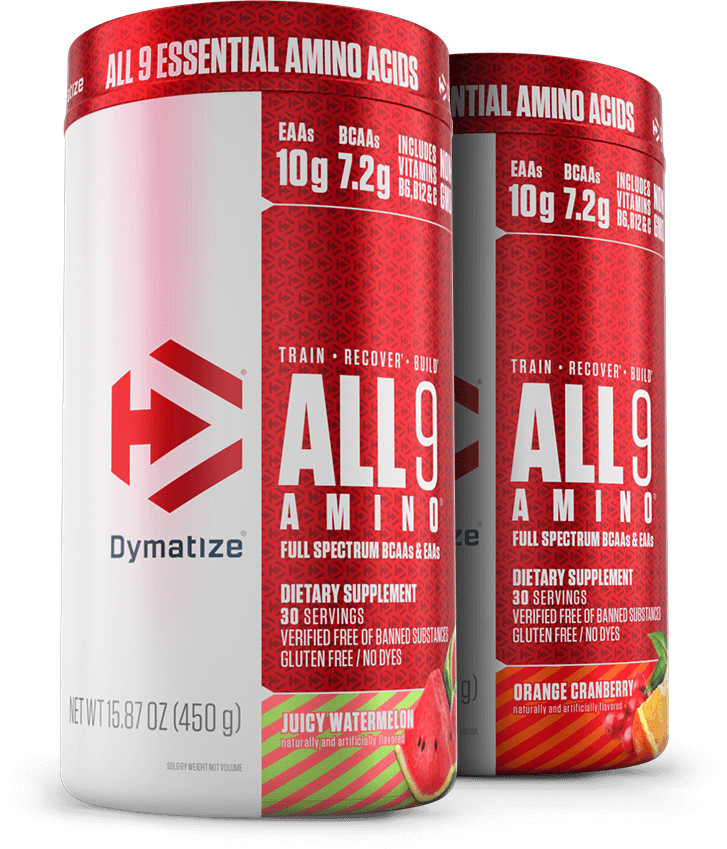 ALL 9 ESSENTIAL AMINO ACIDS
EAAs BCAAs
10g 7.2g
INCLUDES
VITAMINS
B6, B12 & C
TRAIN • RECOVER • BUILD
ALL 9
AMINO®
FULL SPECTRUM BCAAs & EAAs
DIETARY SUPPLEMENT
30 SERVINGS
VERIFIED FREE OF BANNED SUBSTANCES
GLUTEN FREE / NO DYES
JUICY WATERMELON
naturally and artificially flavored
Dymatize®
NET WT 15.87 OZ (450 g)
SOLD BY WEIGHT NOT VOLUME
AMINO ACIDS
EAAs BCAAs
10g 7.2g
INCLUDES
VITAMINS
B6, B12 & C
TRAIN • RECOVER • BUILD
ALL 9
AMINO®
FULL SPECTRUM BCAAs & EAAs
DIETARY SUPPLEMENT
30 SERVINGS
VERIFIED FREE OF BANNED SUBSTANCES
GLUTEN FREE / NO DYES
ORANGE CRANBERRY
naturally and artificially flavored